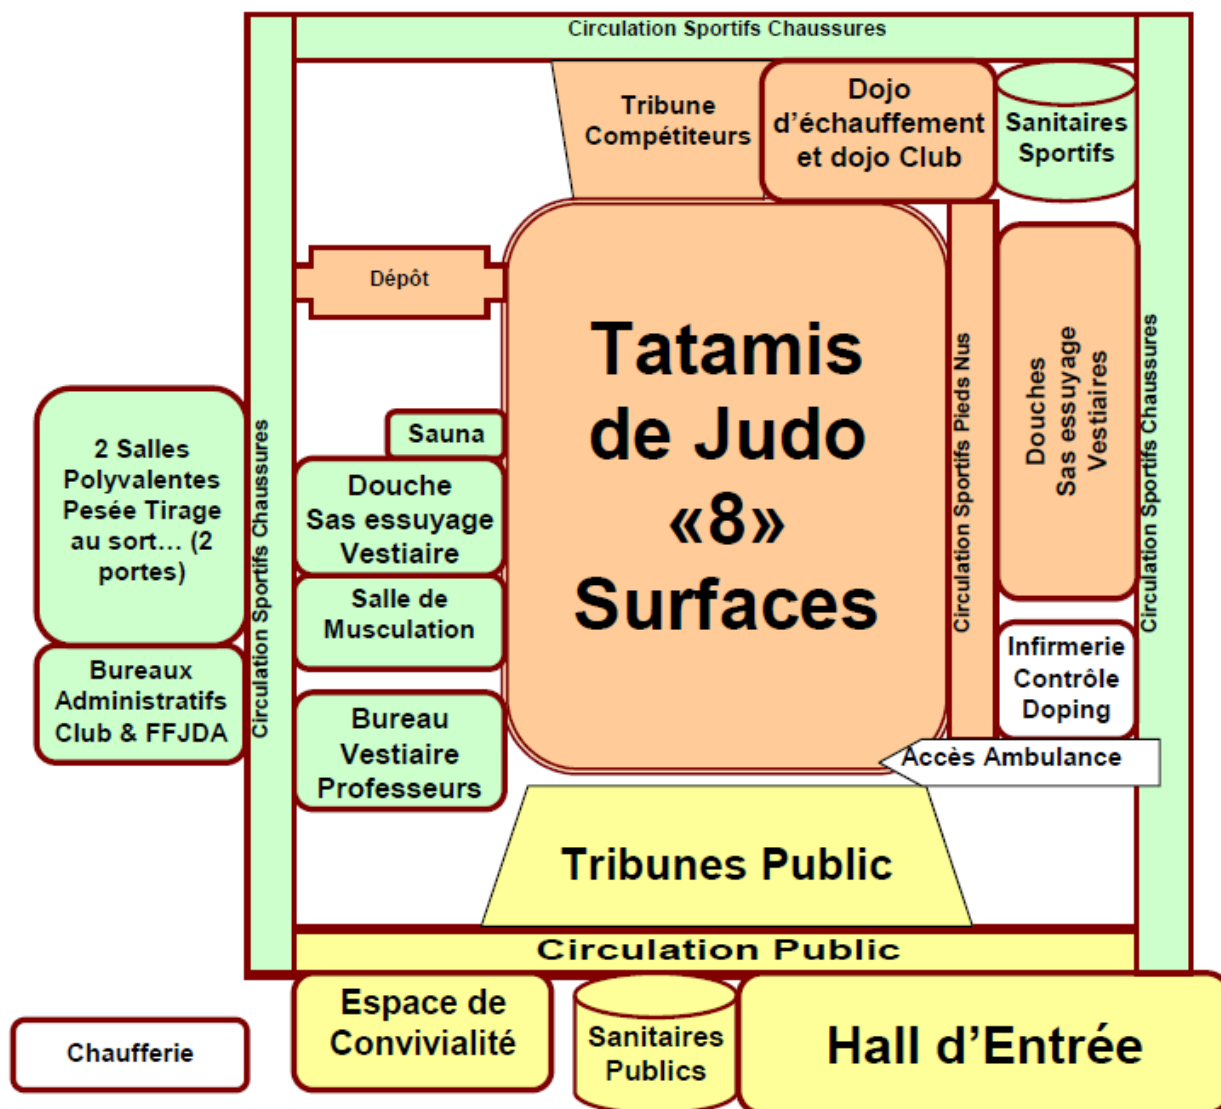 Circulation Sportifs Chaussures
Tribune
Compétiteurs
Dojo
d'échauffement
et dojo Club
Sanitaires
Sportifs
Dépôt
Tatamis
de Judo
«8»
Surfaces
Circulation Sportifs Pieds Nus
Douches
Sas essuyage
Vestiaires
Circulation Sportifs Chaussures
2 Salles
Polyvalentes
Pesée Tirage
au sort… (2
portes)
Circulation Sportifs Chaussures
Sauna
Douche
Sas essuyage
Vestiaire
Salle de
Musculation
Bureaux
Administratifs
Club & FFJDA
Bureau
Vestiaire
Professeurs
Infirmerie
Contrôle
Doping
Accès Ambulance
Tribunes Public
Circulation Public
Espace de
Convivialité
Sanitaires
Publics
Hall d'Entrée
Chaufferie